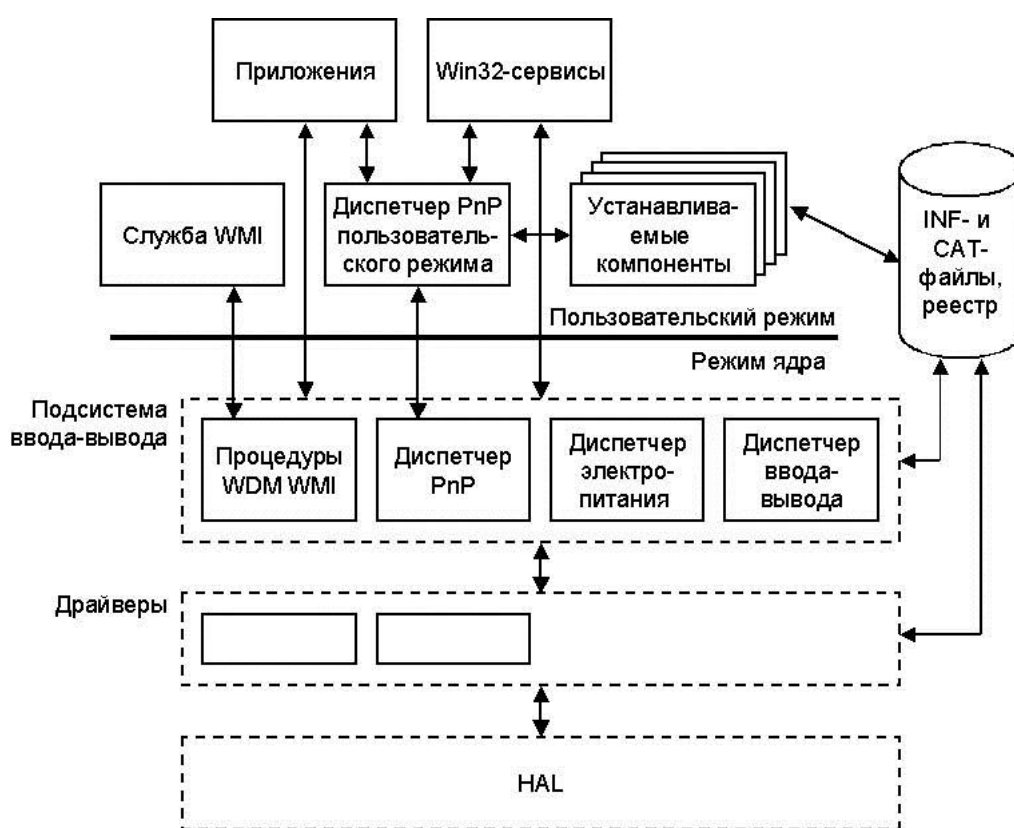 Приложения
Win32-сервисы
Служба WMI
Диспетчер PnP
пользователь-
ского режима
Устанавлива-
емые
компоненты
INF- и
CAT-
файлы,
реестр
Пользовательский режим
Режим ядра
Подсистема
ввода-вывода
Процедуры
WDM WMI
Диспетчер
PnP
Диспетчер
электро-
питания
Диспетчер
ввода-
вывода
Драйверы
HAL